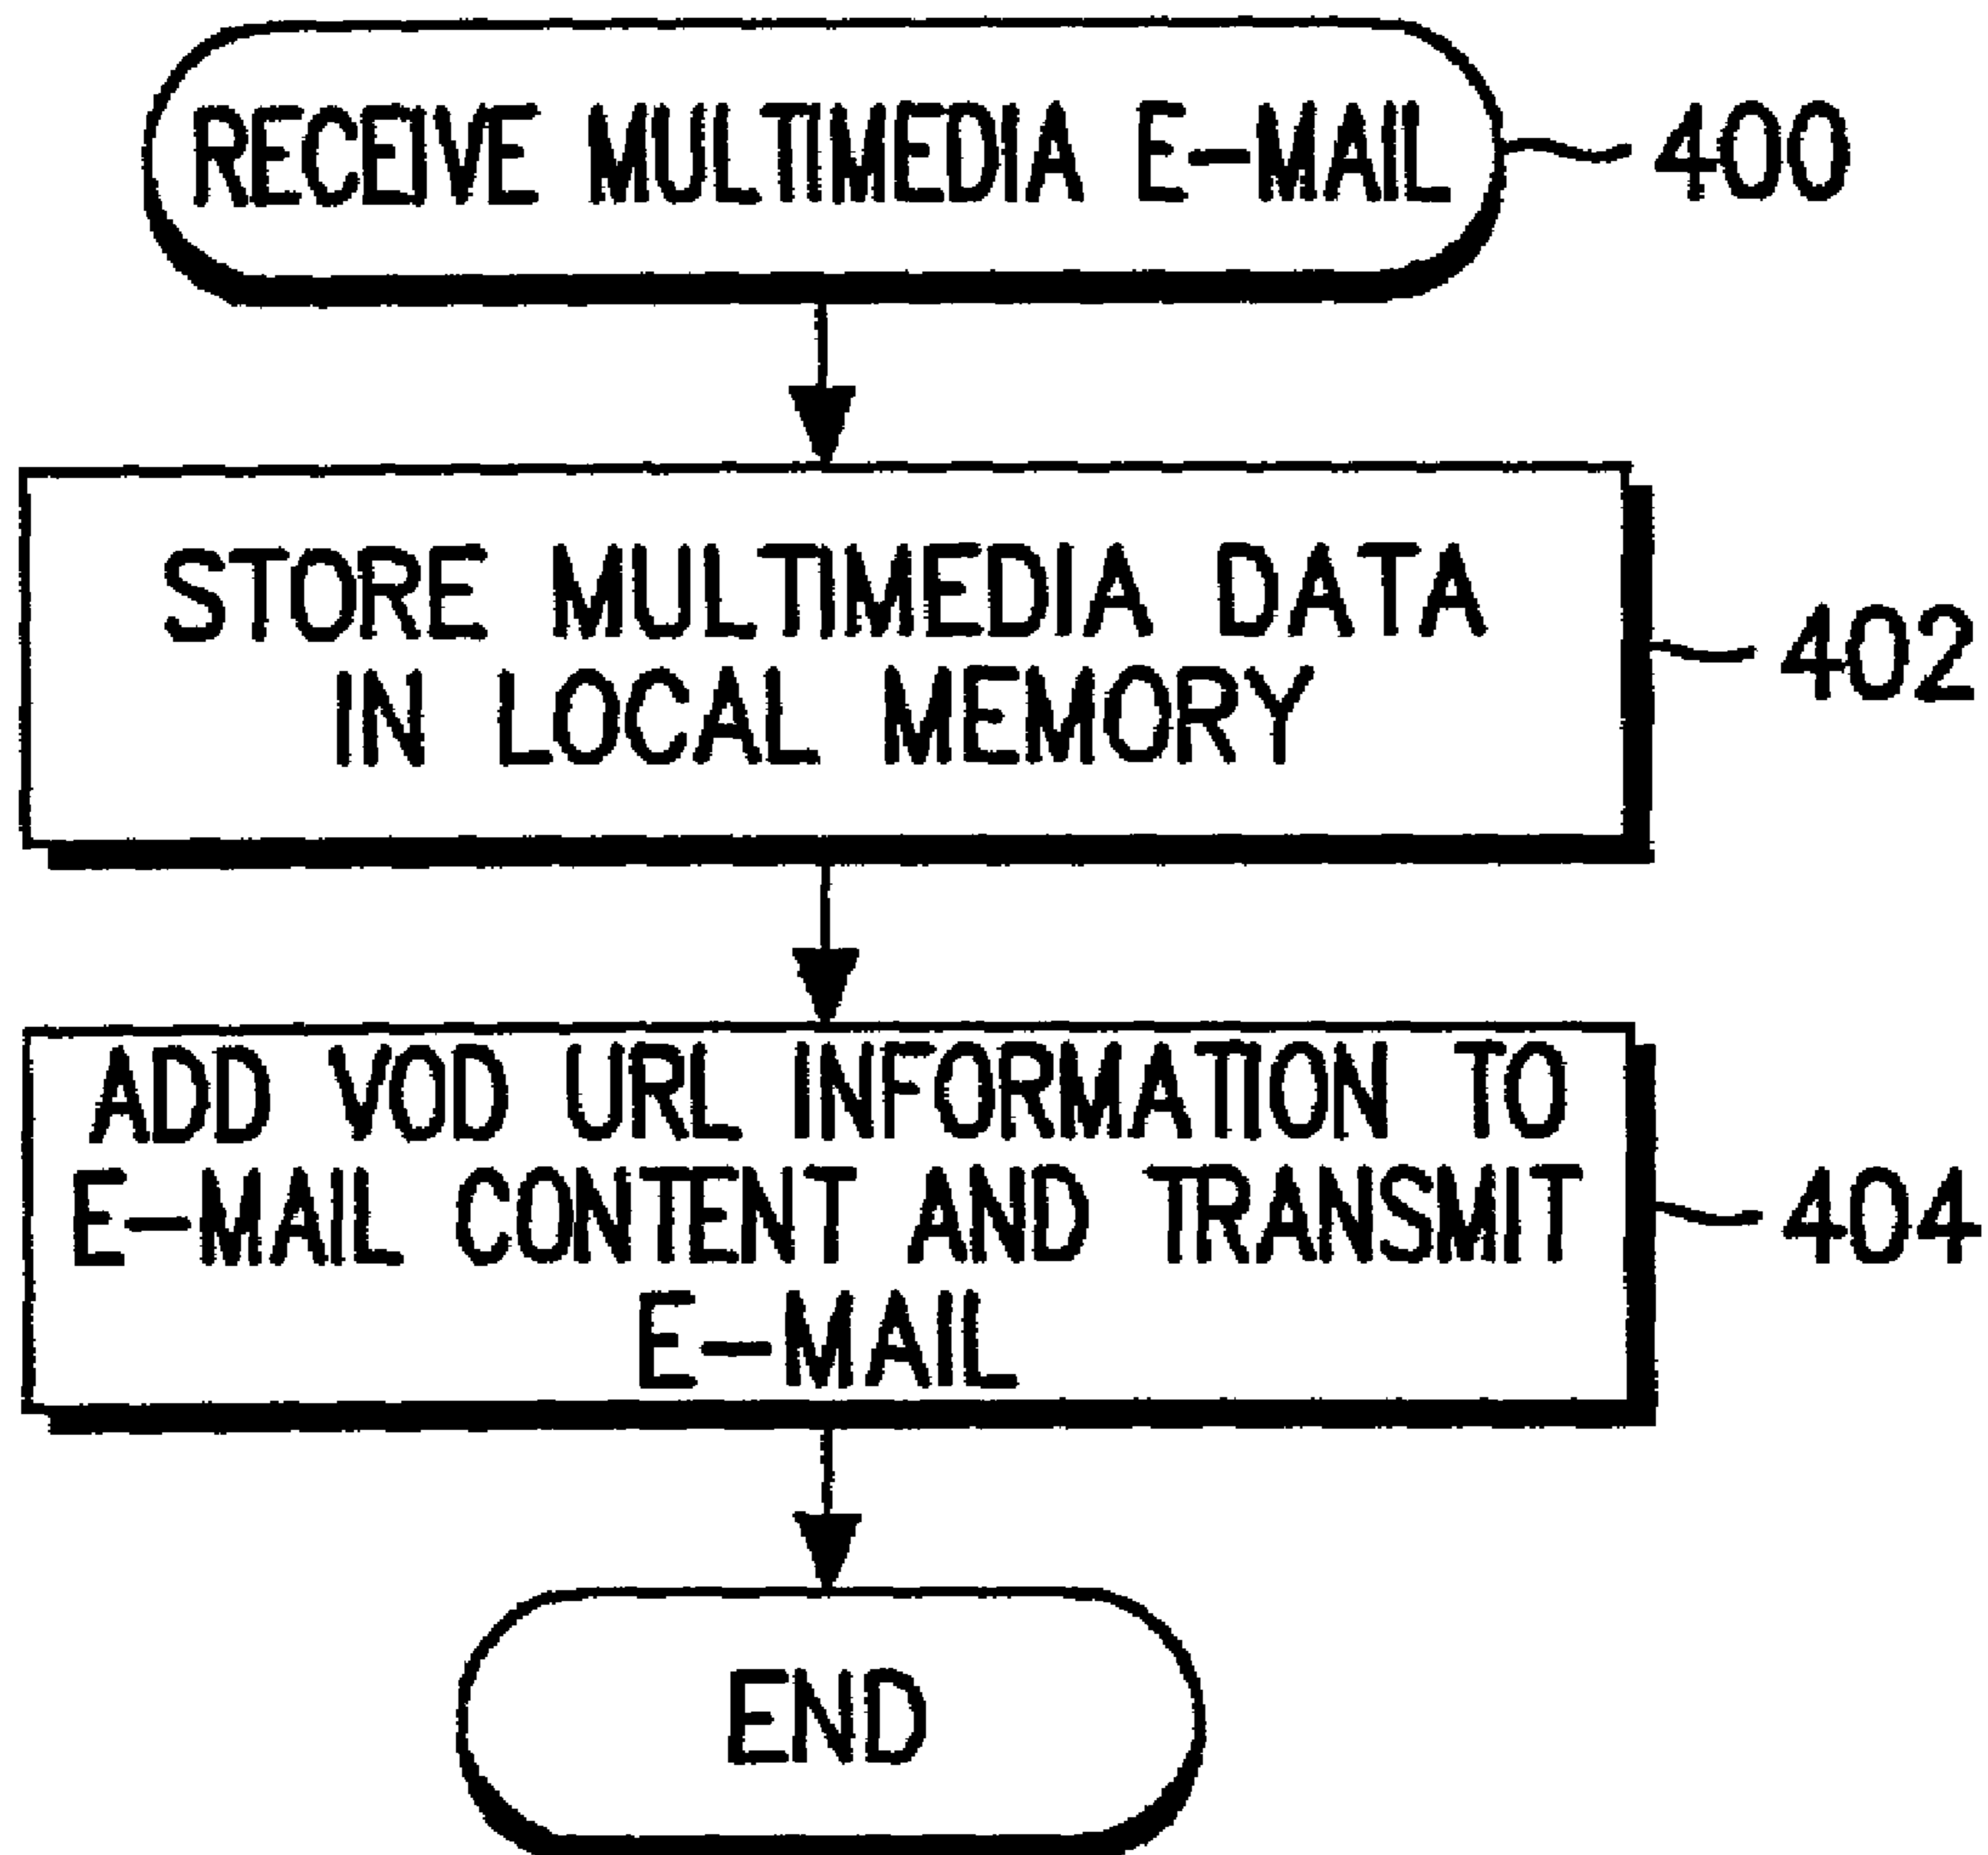 RECEIVE MULTIMEDIA E-MAIL 400
STORE MULTIMEDIA DATA
IN LOCAL MEMORY
402
ADD VOD URL INFORMATION TO
E-MAIL CONTENT AND TRANSMIT
E-MAIL
404
END